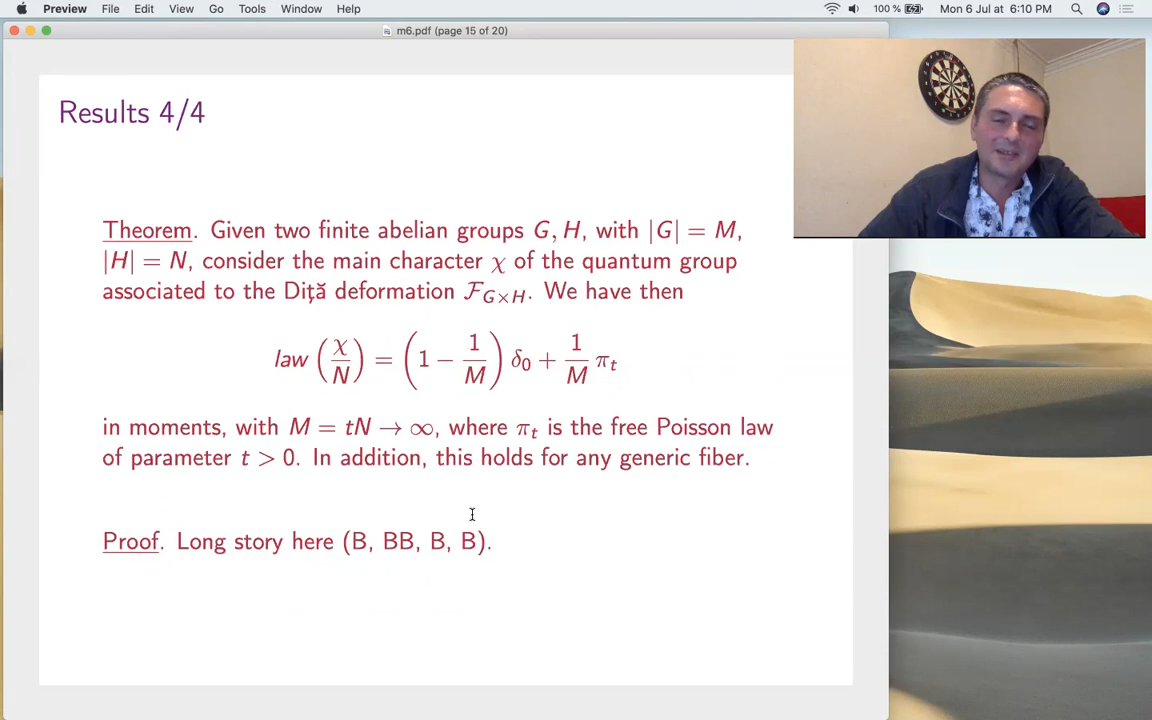 Preview File Edit View Go Tools Window Help 100 % Mon 6 Jul at 6:10 PM
m6.pdf (page 15 of 20)
Results 4/4
Theorem. Given two finite abelian groups G, H, with |G| = M,
|H| = N, consider the main character χ of the quantum group
associated to the Diţă deformation ℱ_{G×H}. We have then
law (χ/N) = (1 − 1/M) δ₀ + 1/M π_t
in moments, with M = tN → ∞, where π_t is the free Poisson law
of parameter t > 0. In addition, this holds for any generic fiber.
Proof. Long story here (B, BB, B, B).